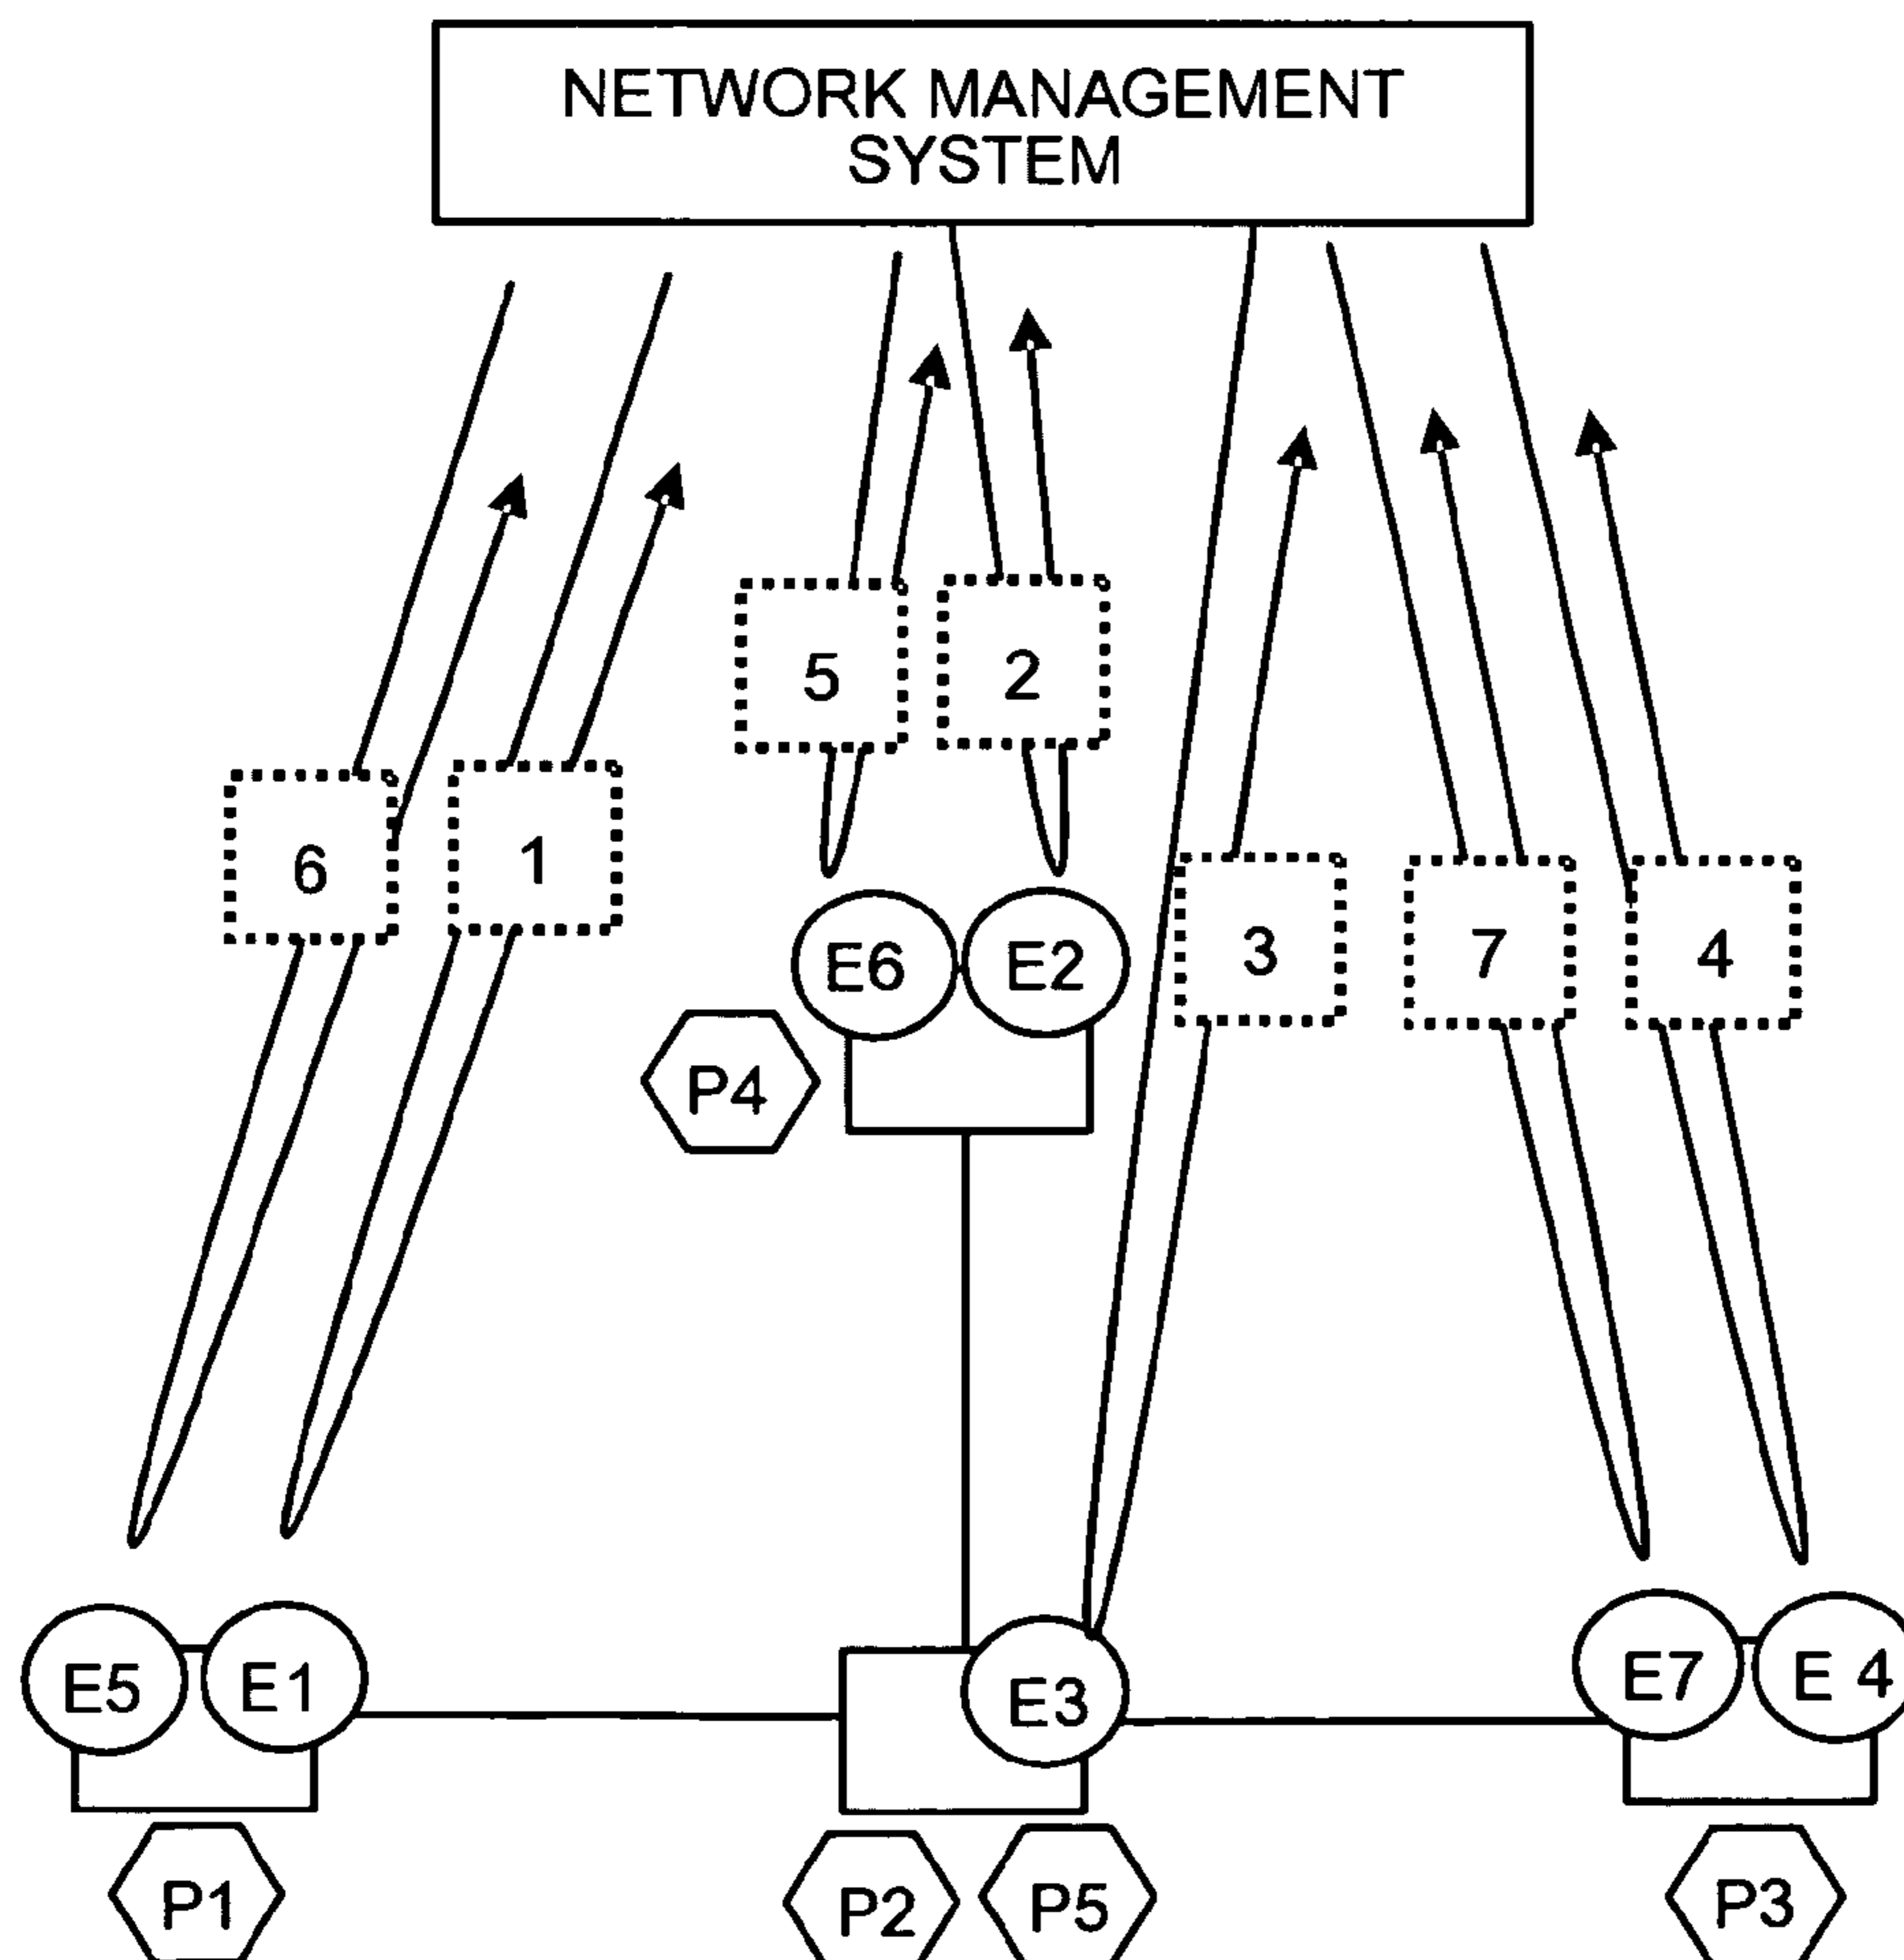 NETWORK MANAGEMENT
SYSTEM
5
2
6
1
3
7
4
E6
E2
P4
E5
E1
E3
E7
E 4
P1
P2
P5
P3